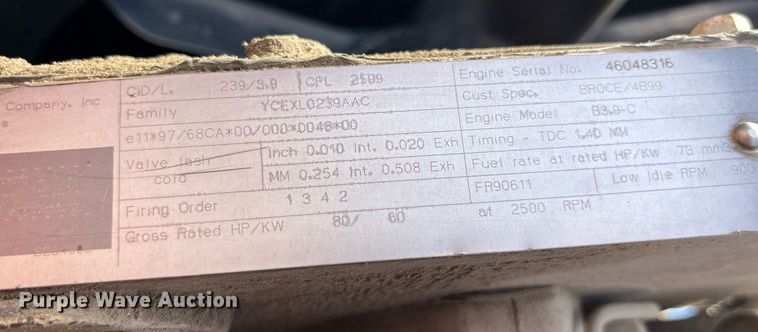 Company, Inc
CID/L. 239/3.9 CPL 2589
Family YCEXL0239AAC
e11*97/68CA*00/000*0048*00
Valve lash cold
Inch 0.010 Int. 0.020 Exh
MM 0.254 Int. 0.508 Exh
Firing Order 1 3 4 2
Gross Rated HP/KW 80/ 60 at 2500 RPM
Engine Serial No. 46048316
Cust Spec. BROCE/4B99
Engine Model B3.9-C
Timing - TDC 1.40 MM
Fuel rate at rated HP/KW 78 mm3
FR90611 Low Idle RPM 900
Purple Wave Auction